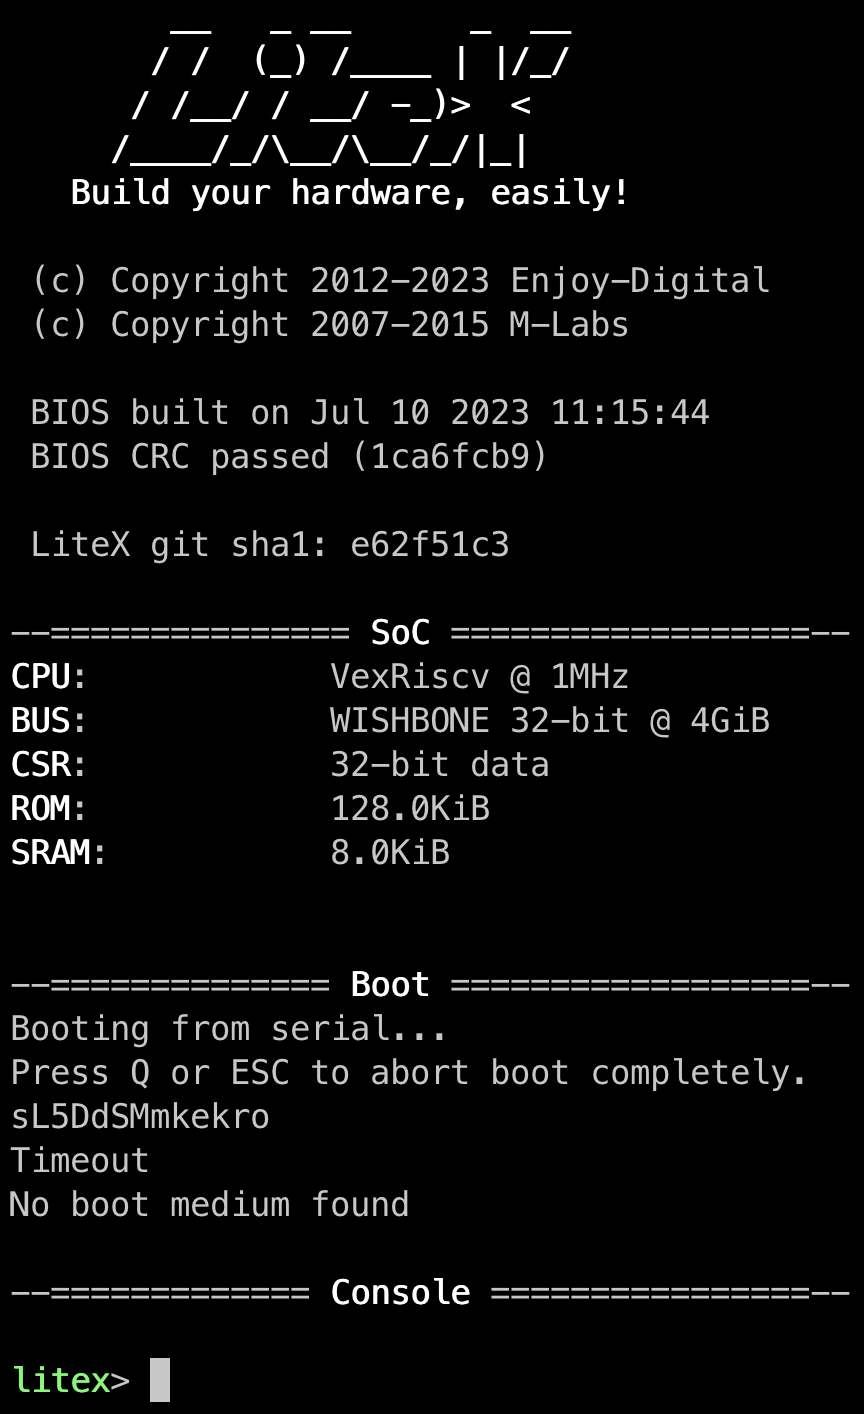 __   _ __      _  __
       / /  (_) /____ | |/_/
      / /__/ / __/ -_)>  <
     /____/_/\__/\__/_/|_|
   Build your hardware, easily!

 (c) Copyright 2012-2023 Enjoy-Digital
 (c) Copyright 2007-2015 M-Labs

 BIOS built on Jul 10 2023 11:15:44
 BIOS CRC passed (1ca6fcb9)

 LiteX git sha1: e62f51c3

--=============== SoC ==================--
CPU:            VexRiscv @ 1MHz
BUS:            WISHBONE 32-bit @ 4GiB
CSR:            32-bit data
ROM:            128.0KiB
SRAM:           8.0KiB

--============== Boot ==================--
Booting from serial...
Press Q or ESC to abort boot completely.
sL5DdSMmkekro
Timeout
No boot medium found

--============= Console ================--

litex>